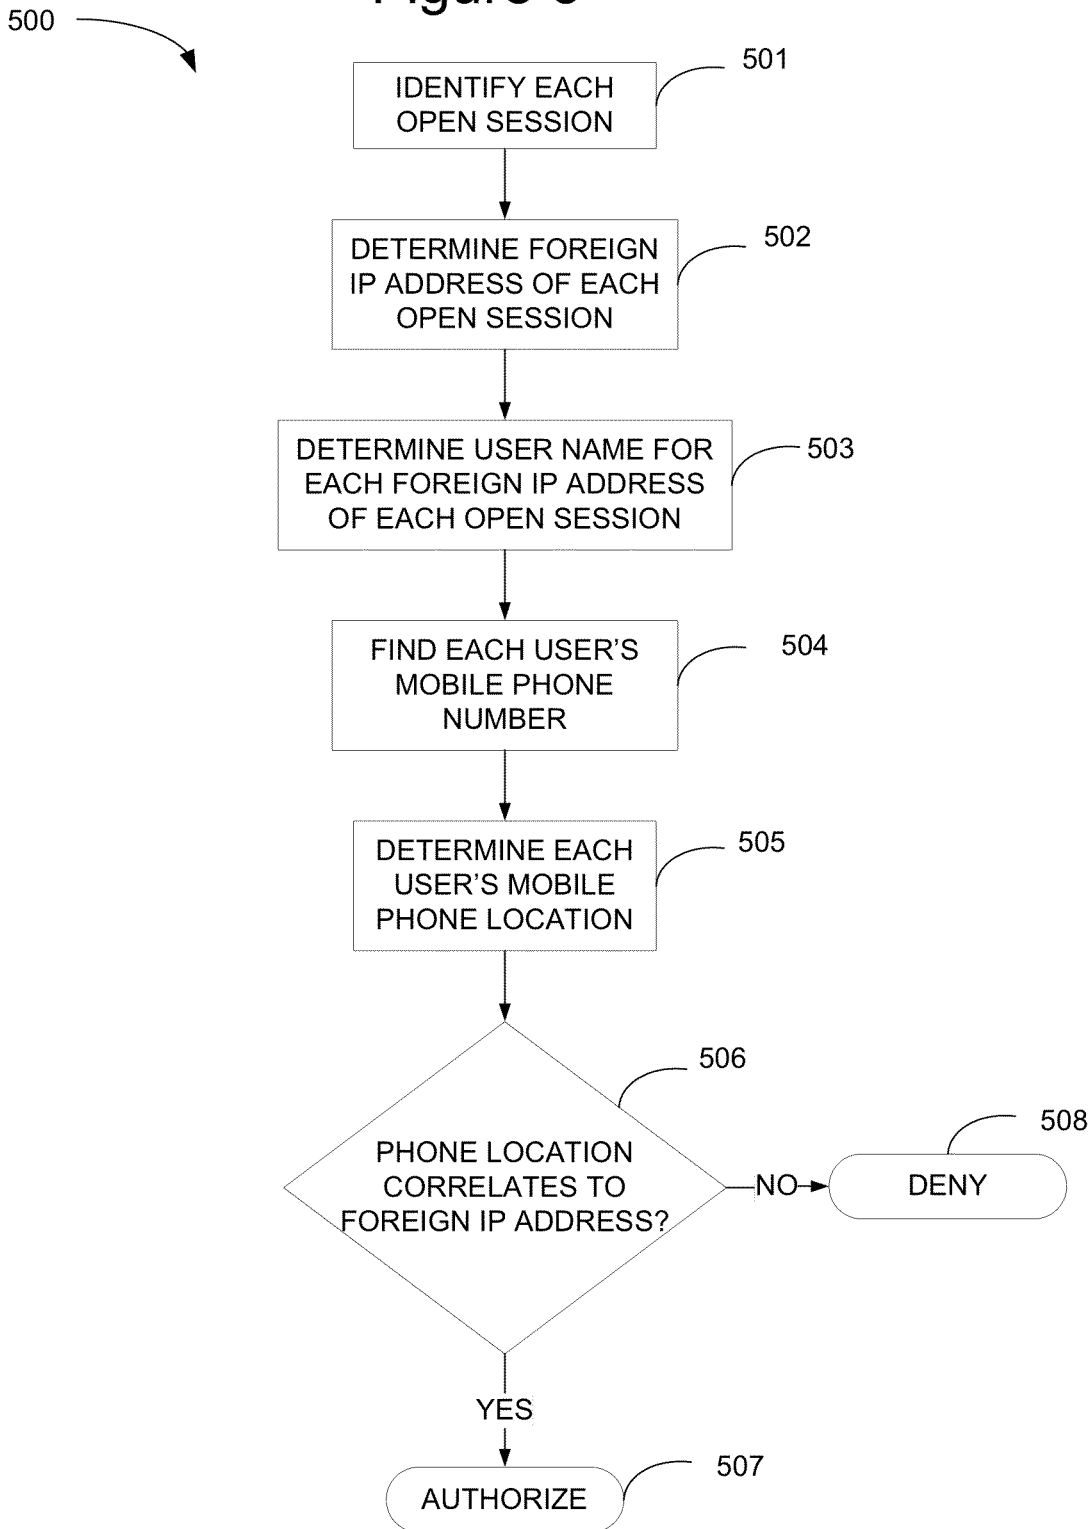 500
501
IDENTIFY EACH
OPEN SESSION
502
DETERMINE FOREIGN
IP ADDRESS OF EACH
OPEN SESSION
503
DETERMINE USER NAME FOR
EACH FOREIGN IP ADDRESS
OF EACH OPEN SESSION
504
FIND EACH USER'S
MOBILE PHONE
NUMBER
505
DETERMINE EACH
USER'S MOBILE
PHONE LOCATION
506
PHONE LOCATION
CORRELATES TO
FOREIGN IP ADDRESS?
NO
508
DENY
YES
507
AUTHORIZE